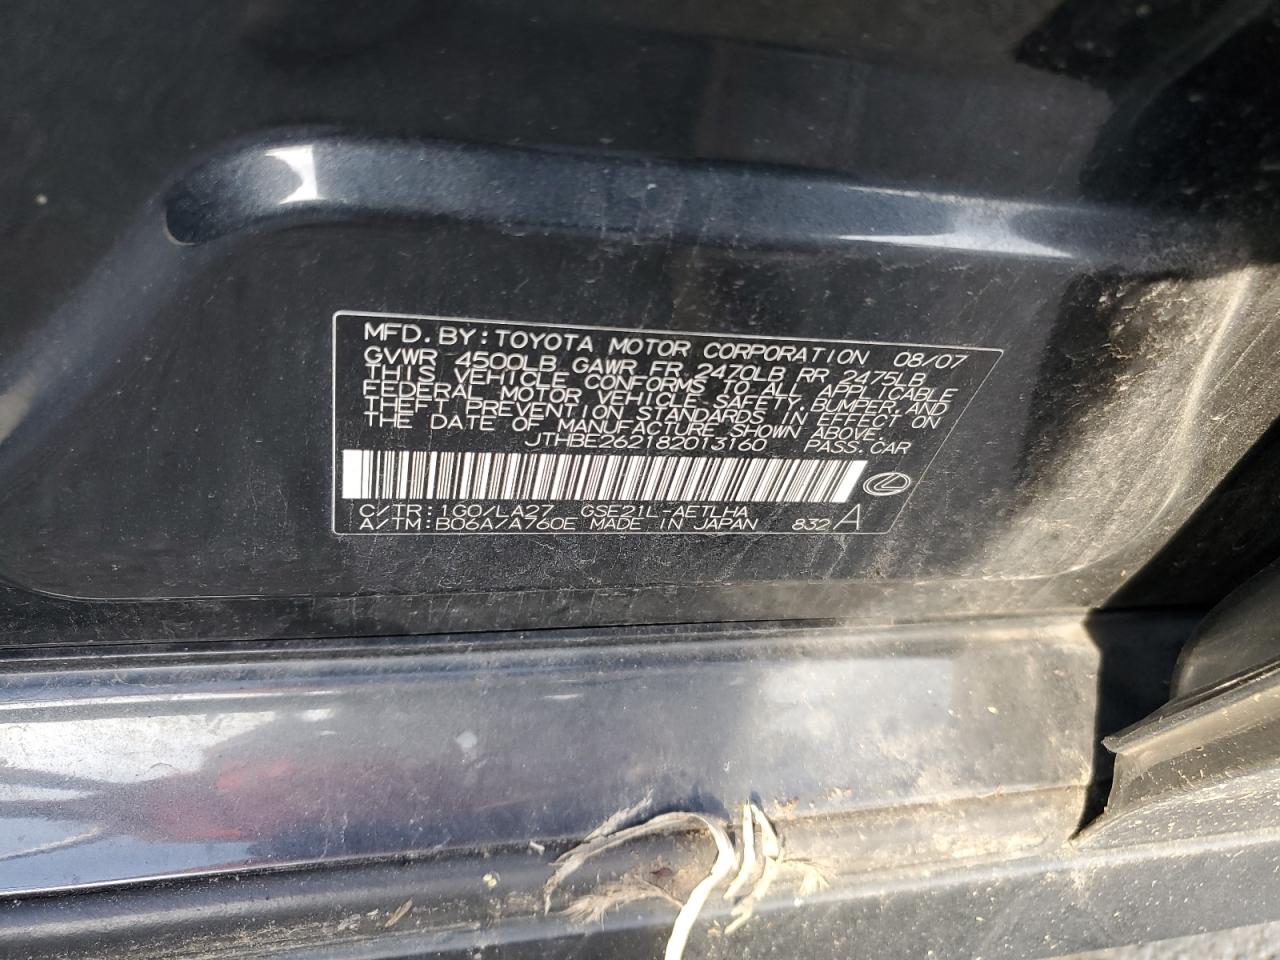 MFD.BY:TOYOTA MOTOR CORPORATION 08/07
GVWR 4500LB GAWR FR 2470LB RR 2475LB
THIS VEHICLE CONFORMS TO ALL APPLICABLE
FEDERAL MOTOR VEHICLE SAFETY, BUMPER, AND
THEFT PREVENTION STANDARDS IN EFFECT ON
THE DATE OF MANUFACTURE SHOWN ABOVE.
JTHBE262182013160 PASS.CAR
C/TR:1G0/LA27 GSE21L-AETLHA
A/TM:B06A/A760E MADE IN JAPAN 832 A